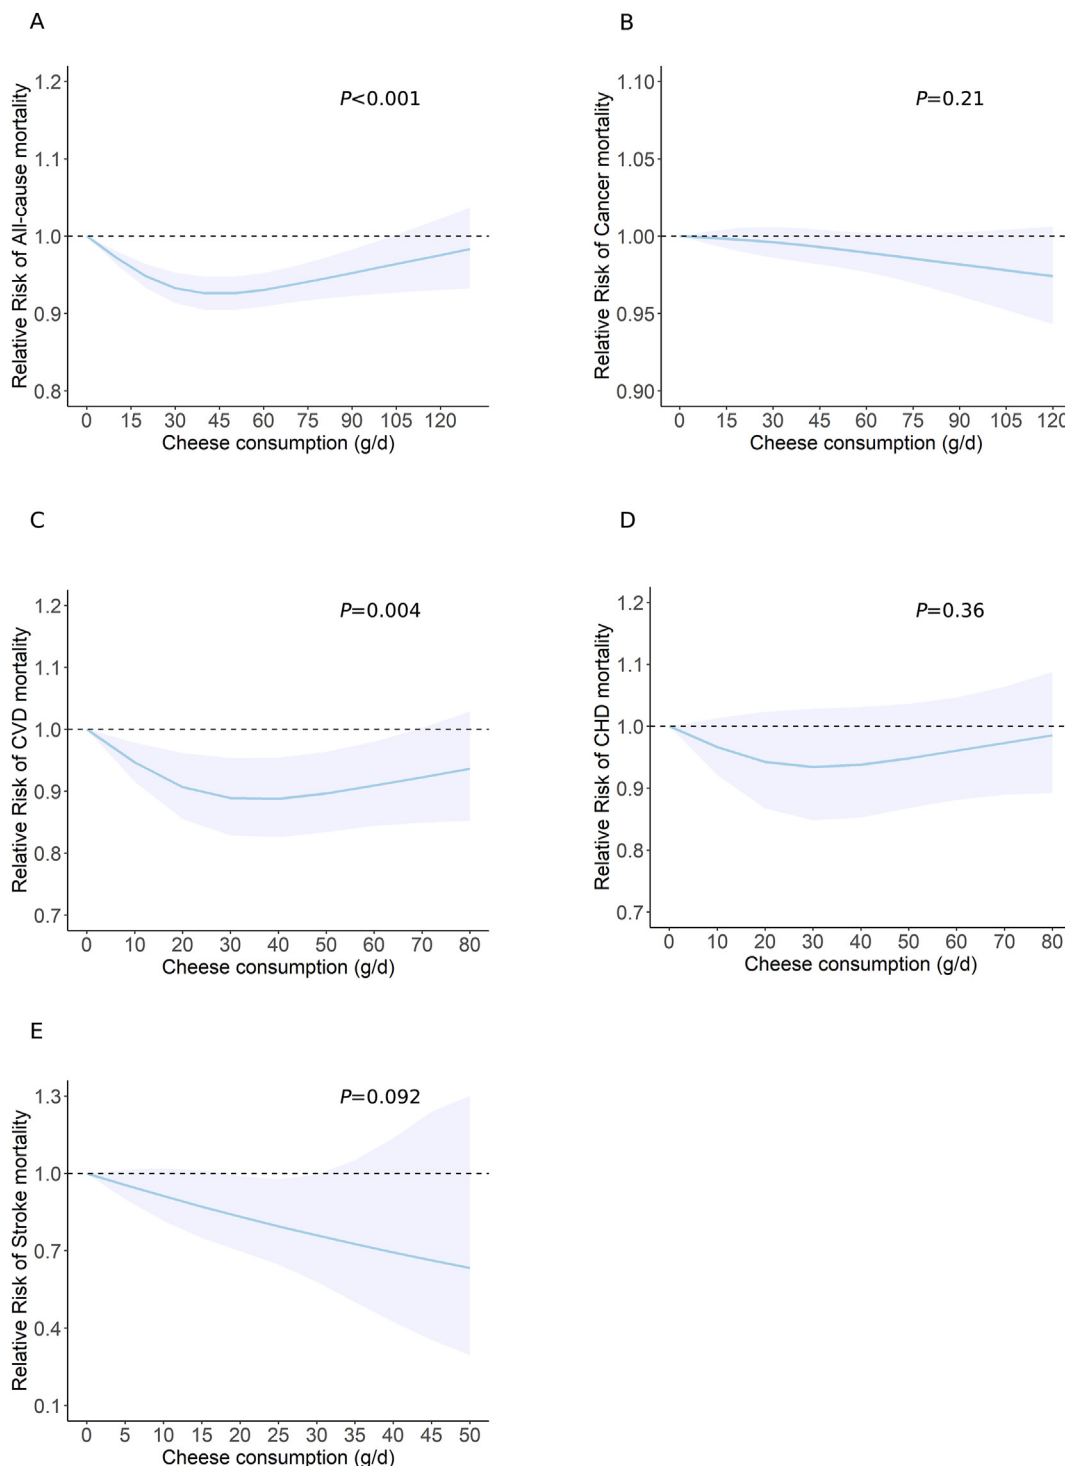 A
Relative Risk of All-cause mortality
1.2
1.1
1.0
0.9
0.8
P<0.001
0 15 30 45 60 75 90 105 120
Cheese consumption (g/d)
B
Relative Risk of Cancer mortality
1.10
1.05
1.00
0.95
0.90
P=0.21
0 15 30 45 60 75 90 105 120
Cheese consumption (g/d)
C
Relative Risk of CVD mortality
1.2
1.1
1.0
0.9
0.8
0.7
P=0.004
0 10 20 30 40 50 60 70 80
Cheese consumption (g/d)
D
Relative Risk of CHD mortality
1.2
1.1
1.0
0.9
0.8
0.7
P=0.36
0 10 20 30 40 50 60 70 80
Cheese consumption (g/d)
E
Relative Risk of Stroke mortality
1.3
1.0
0.7
0.4
0.1
P=0.092
0 5 10 15 20 25 30 35 40 45 50
Cheese consumption (g/d)